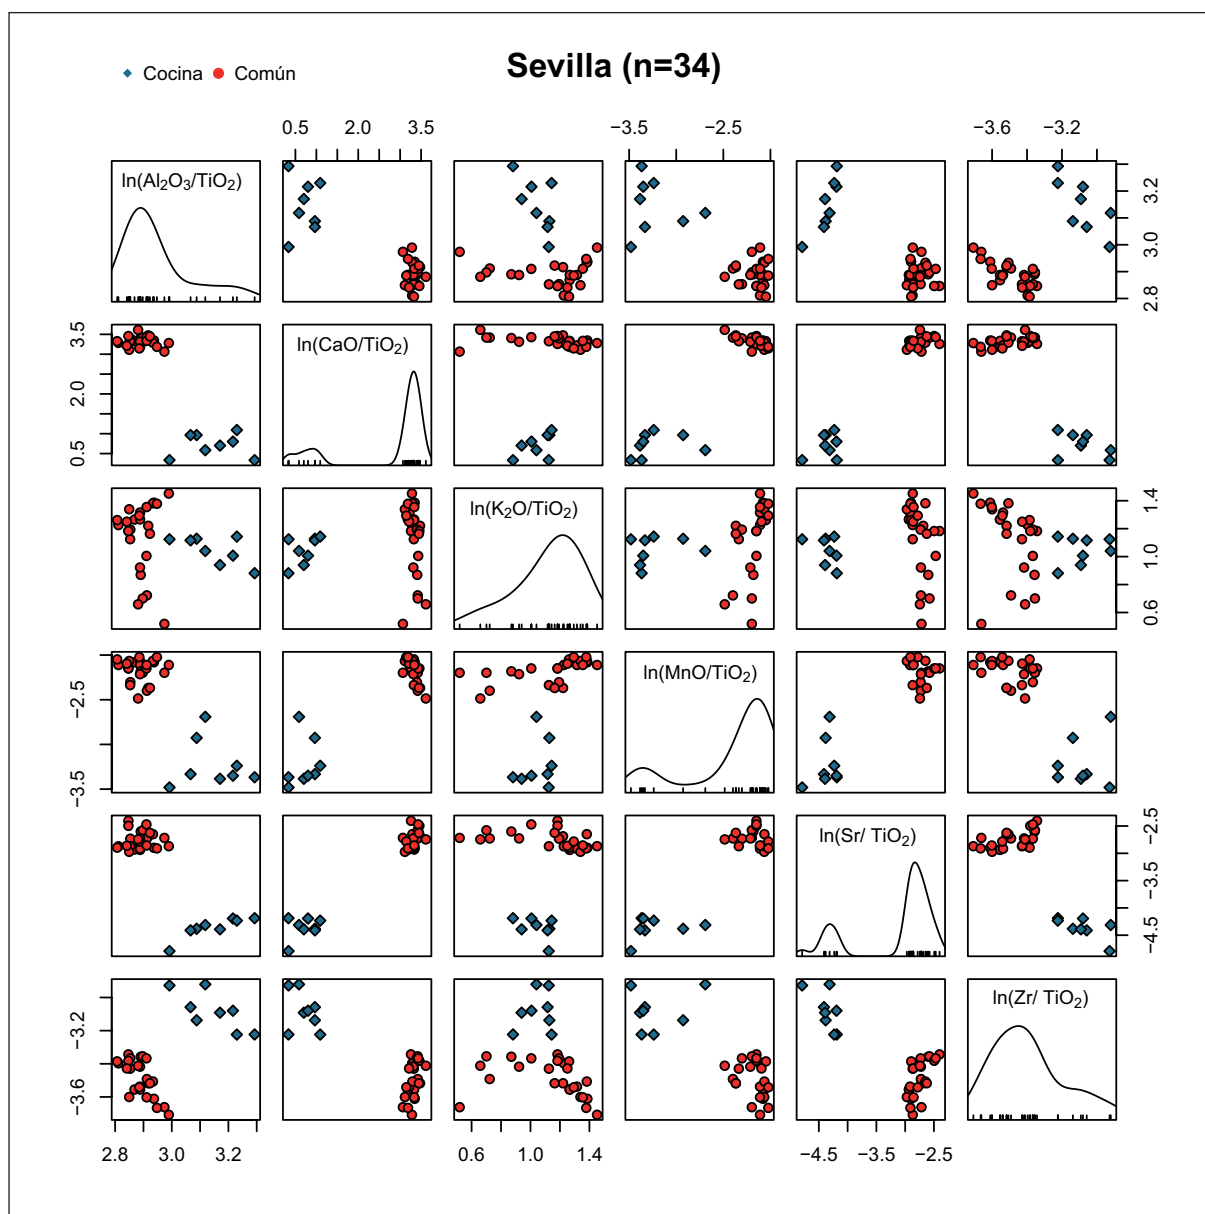 Sevilla (n=34)
Cocina Común
0.5 2.0 3.5 −3.5 −2.5 −3.6 −3.2
ln(Al₂O₃/TiO₂)
2.8 3.0 3.2
ln(CaO/TiO₂)
0.5 2.0 3.5
ln(K₂O/TiO₂)
0.6 1.0 1.4
ln(MnO/TiO₂)
−3.5 −2.5
ln(Sr/ TiO₂)
−4.5 −3.5 −2.5
ln(Zr/ TiO₂)
−3.6 −3.2
2.8 3.0 3.2 0.6 1.0 1.4 −4.5 −3.5 −2.5